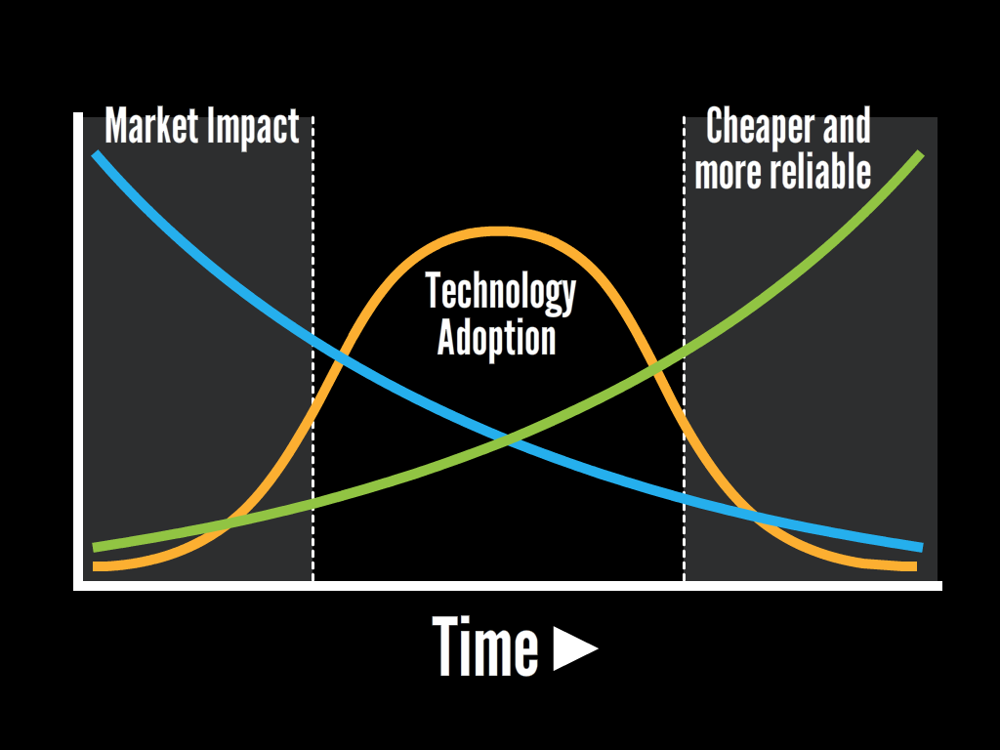 Market Impact
Cheaper and
more reliable
Technology
Adoption
Time